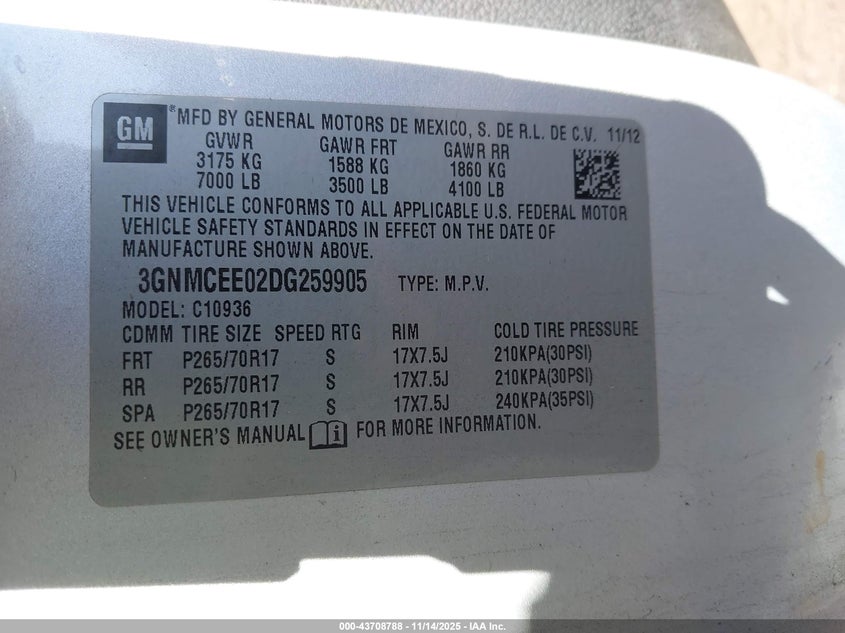 GM ® MFD BY GENERAL MOTORS DE MEXICO, S. DE R.L. DE C.V. 11/12
GVWR GAWR FRT GAWR RR
3175 KG 1588 KG 1860 KG
7000 LB 3500 LB 4100 LB
THIS VEHICLE CONFORMS TO ALL APPLICABLE U.S. FEDERAL MOTOR
VEHICLE SAFETY STANDARDS IN EFFECT ON THE DATE OF
MANUFACTURE SHOWN ABOVE.
3GNMCEE02DG259905 TYPE: M.P.V.
MODEL: C10936
CDMM TIRE SIZE SPEED RTG RIM COLD TIRE PRESSURE
FRT P265/70R17 S 17X7.5J 210KPA(30PSI)
RR P265/70R17 S 17X7.5J 210KPA(30PSI)
SPA P265/70R17 S 17X7.5J 240KPA(35PSI)
SEE OWNER'S MANUAL i FOR MORE INFORMATION.
000-43708788 - 11/14/2025 - IAA Inc.